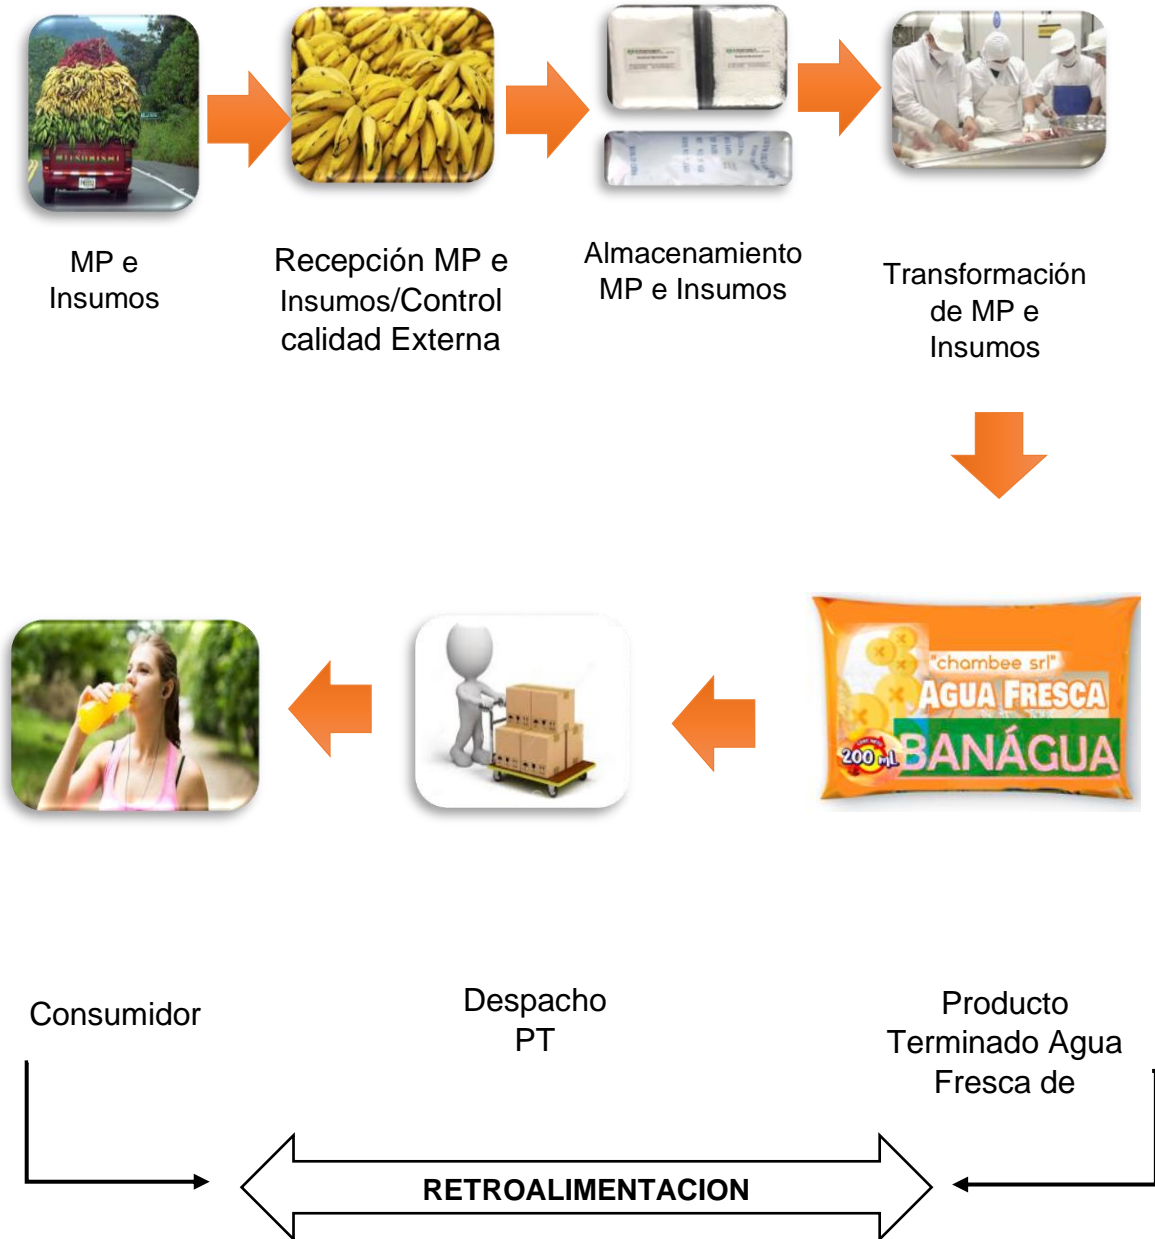 MITSUBISHI
MP e
Insumos
Recepción MP e
Insumos/Control
calidad Externa
Almacenamiento
MP e Insumos
Transformación
de MP e
Insumos
"chambee srl"
AGUA FRESCA
BANÁGUA
200 mL
Consumidor
Despacho
PT
Producto
Terminado Agua
Fresca de
RETROALIMENTACION